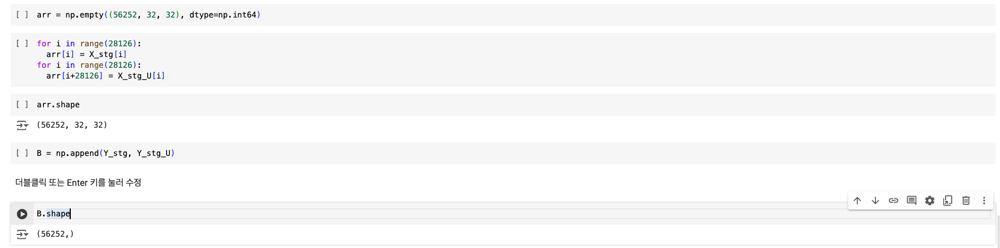 [ ] arr = np.empty((56252, 32, 32), dtype=np.int64)
[ ] for i in range(28126):
arr[i] = X_stg[i]
for i in range(28126):
arr[i+28126] = X_stg_U[i]
[ ] arr.shape
(56252, 32, 32)
[ ] B = np.append(Y_stg, Y_stg_U)
더블클릭 또는 Enter 키를 눌러 수정
B.shape
(56252,)